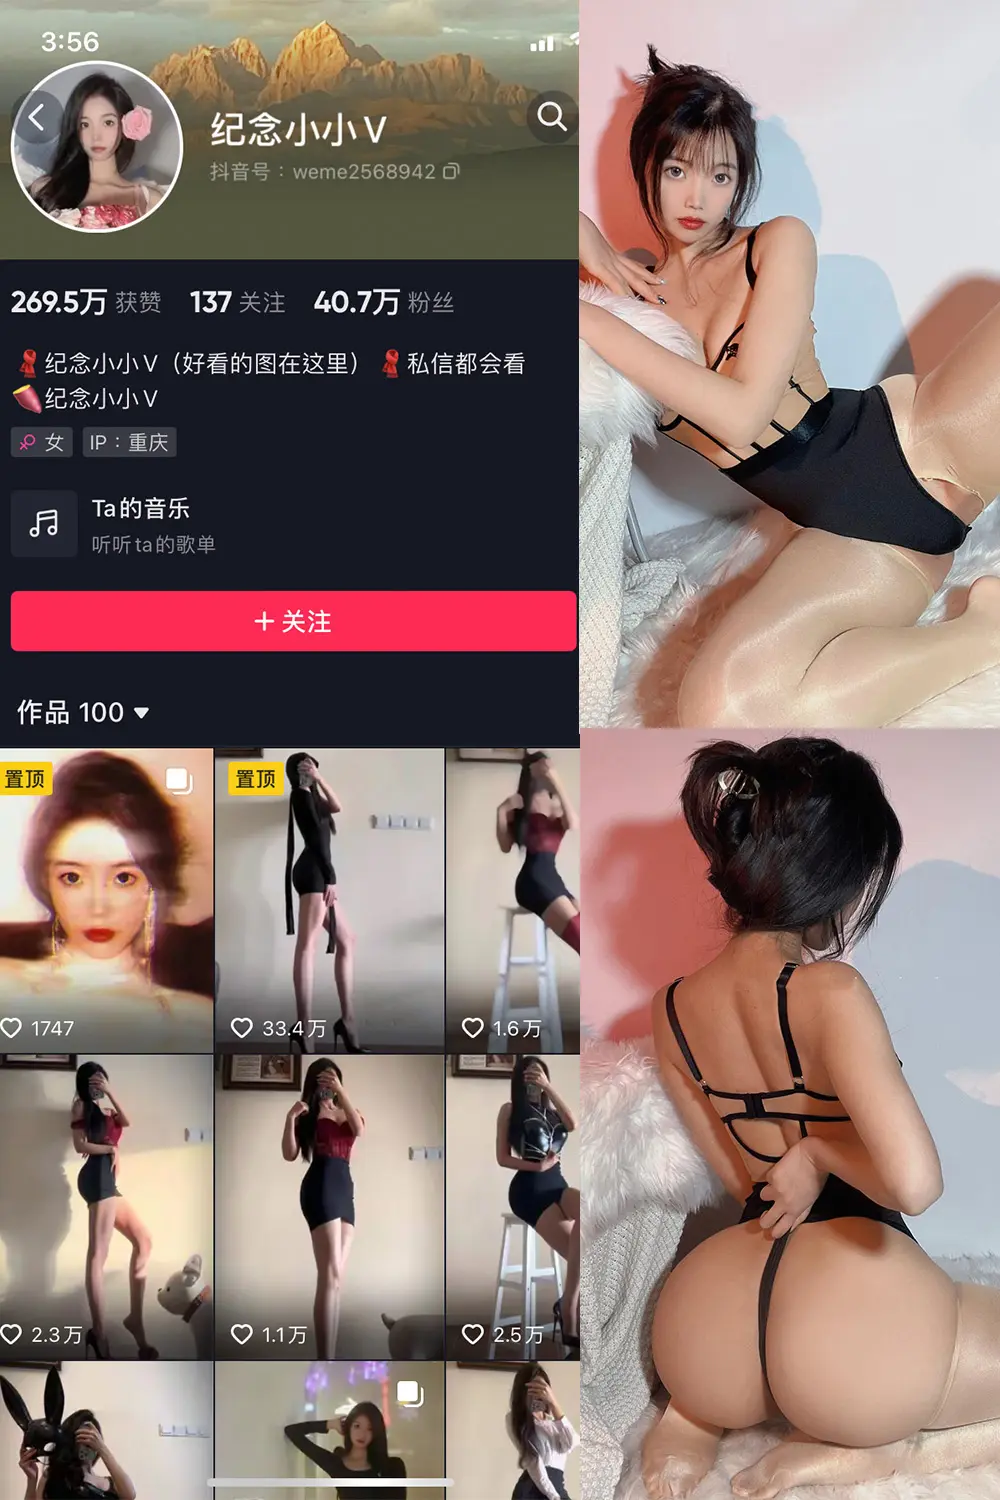 3:56
纪念小小V
抖音号：weme2568942
269.5万 获赞 137 关注 40.7万 粉丝
纪念小小V（好看的图在这里） 私信都会看
纪念小小V
女 IP：重庆
Ta的音乐
听听ta的歌单
+ 关注
作品 100
置顶
置顶
1747
33.4万
1.6万
2.3万
1.1万
2.5万